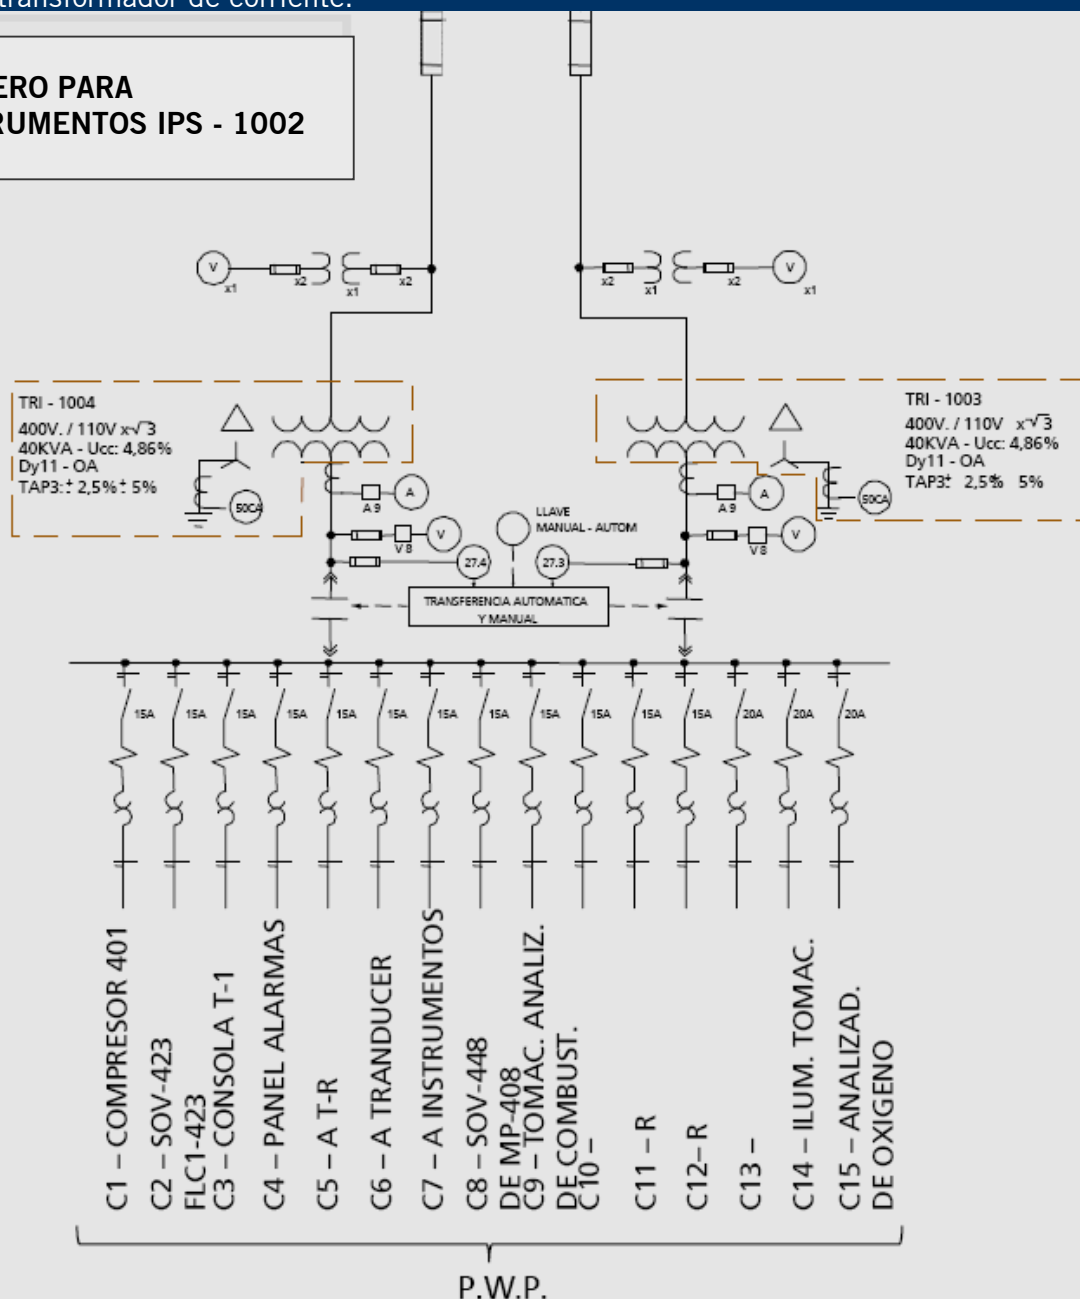 transformador de corriente.
ERO PARA
RUMENTOS IPS - 1002
V
x1
x2
x1
x2
x2
x1
x2
V
x1
TRI - 1004
400V. / 110V x√3
40KVA - Ucc: 4,86%
Dy11 - OA
TAP3:± 2,5%± 5%
50CA
A 9
A
V 8
V
27.4
LLAVE
MANUAL - AUTOM
27.3
TRANSFERENCIA AUTOMATICA
Y MANUAL
TRI - 1003
400V. / 110V x√3
40KVA - Ucc: 4,86%
Dy11 - OA
TAP3± 2,5% 5%
50CA
A 9
A
V 8
V
15A
15A
15A
15A
15A
15A
15A
15A
15A
15A
15A
15A
20A
20A
20A
C1 – COMPRESOR 401
C2 – SOV-423
FLC1-423
C3 – CONSOLA T-1
C4 – PANEL ALARMAS
C5 – A T-R
C6 – A TRANDUCER
C7 – A INSTRUMENTOS
C8 – SOV-448
DE MP-408
C9 – TOMAC. ANALIZ.
DE COMBUST.
C10 –
C11 – R
C12– R
C13 –
C14 – ILUM. TOMAC.
C15 – ANALIZAD.
DE OXIGENO
P.W.P.